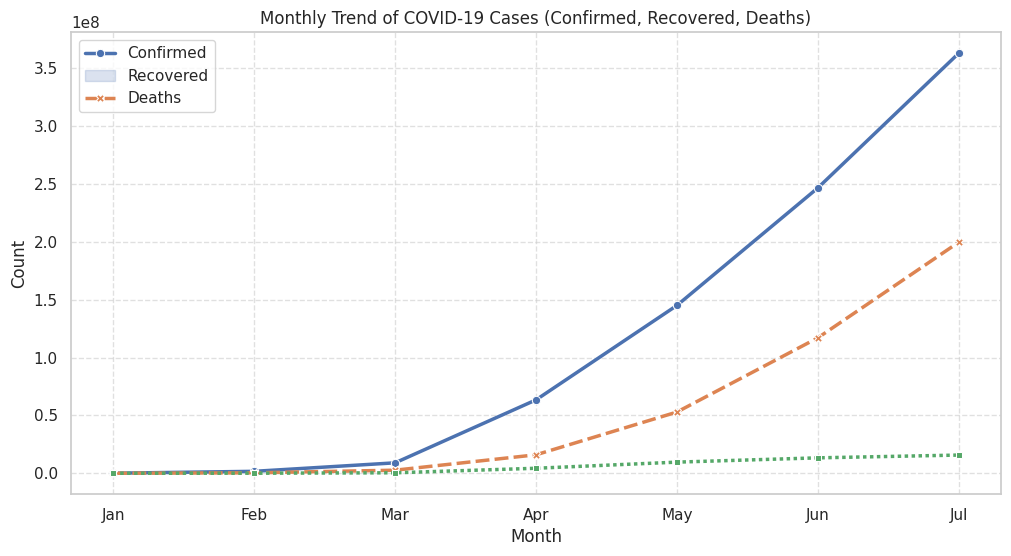 Monthly Trend of COVID-19 Cases (Confirmed, Recovered, Deaths)
1e8
Confirmed
Recovered
Deaths
3.5
3.0
2.5
2.0
1.5
1.0
0.5
0.0
Count
Jan Feb Mar Apr May Jun Jul
Month